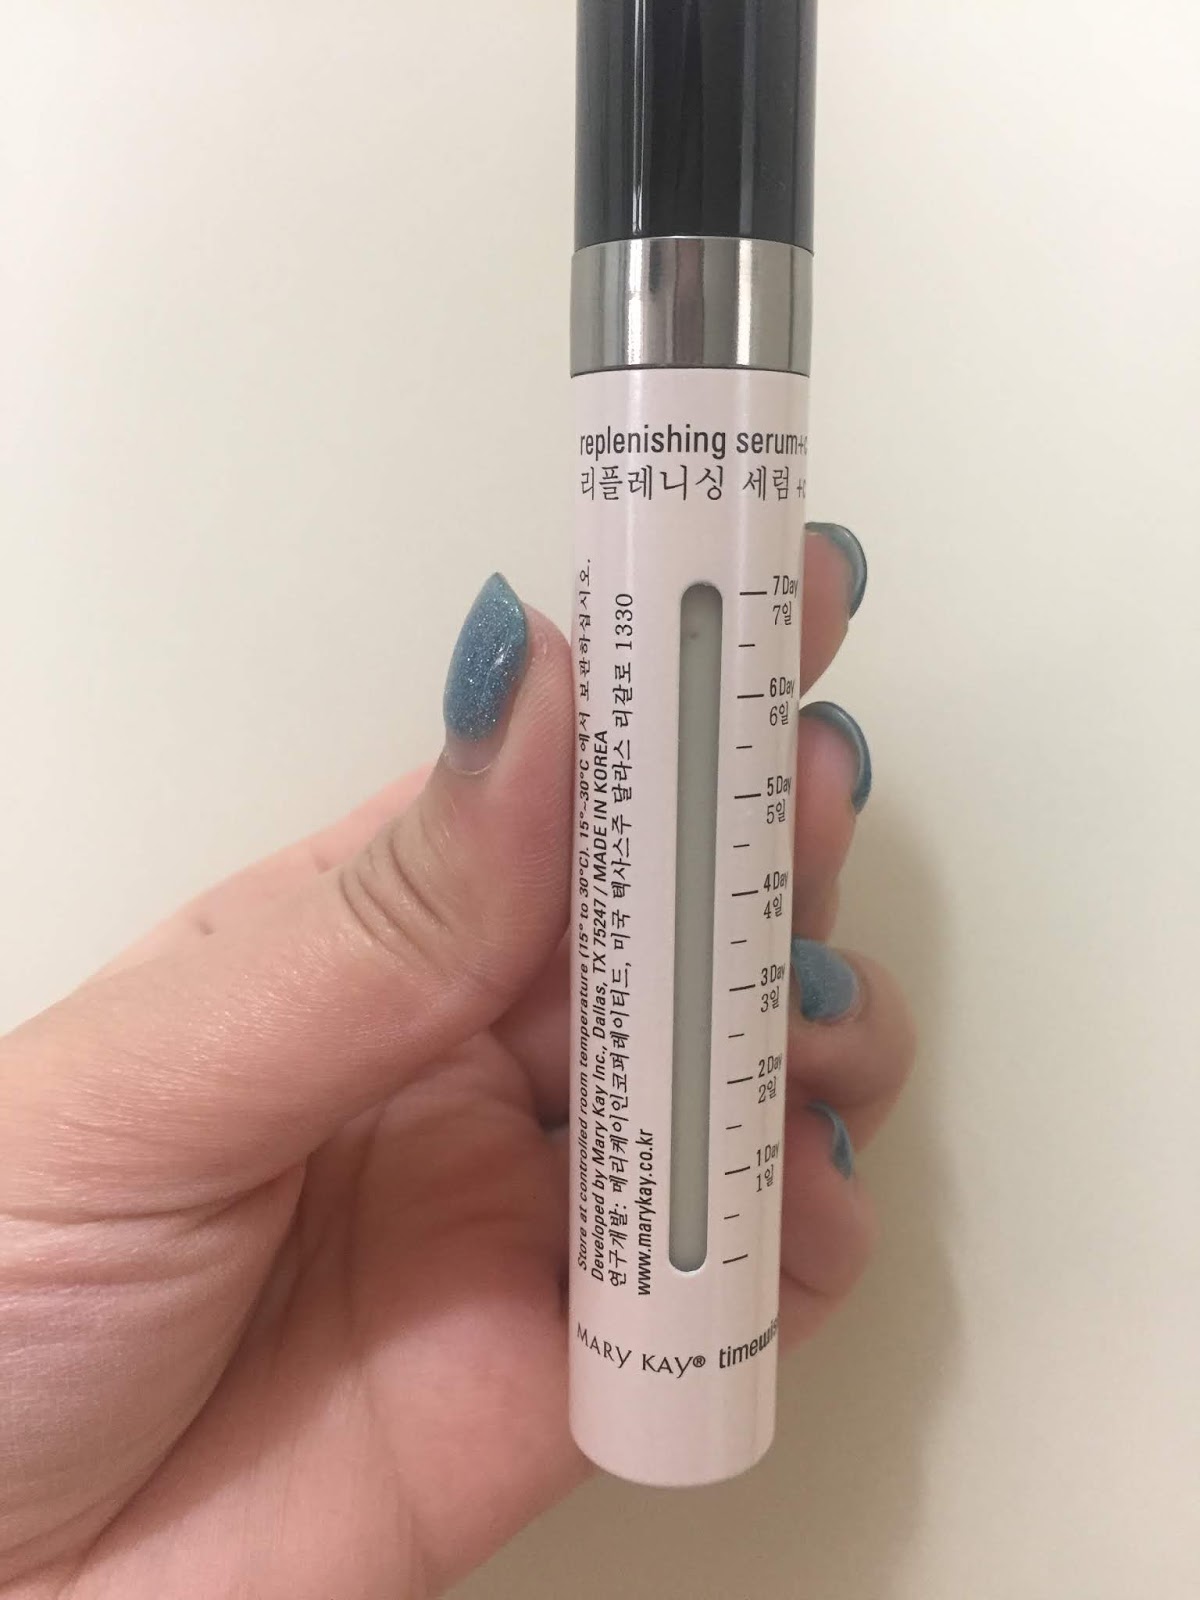 replenishing serum+c
리플레니싱 세럼 +c
7 Day
7일
6 Day
6일
5 Day
5일
4 Day
4일
3 Day
3일
2 Day
2일
1 Day
1일
Store at controlled room temperature (15° to 30°C). 15°~30°C 에서 보관하십시오.
Developed by Mary Kay Inc., Dallas, TX 75247 / MADE IN KOREA
연구개발: 메리케이인코퍼레이티드, 미국 텍사스주 달라스 리갈로 1330
www.marykay.co.kr
MARY KAY® timewis